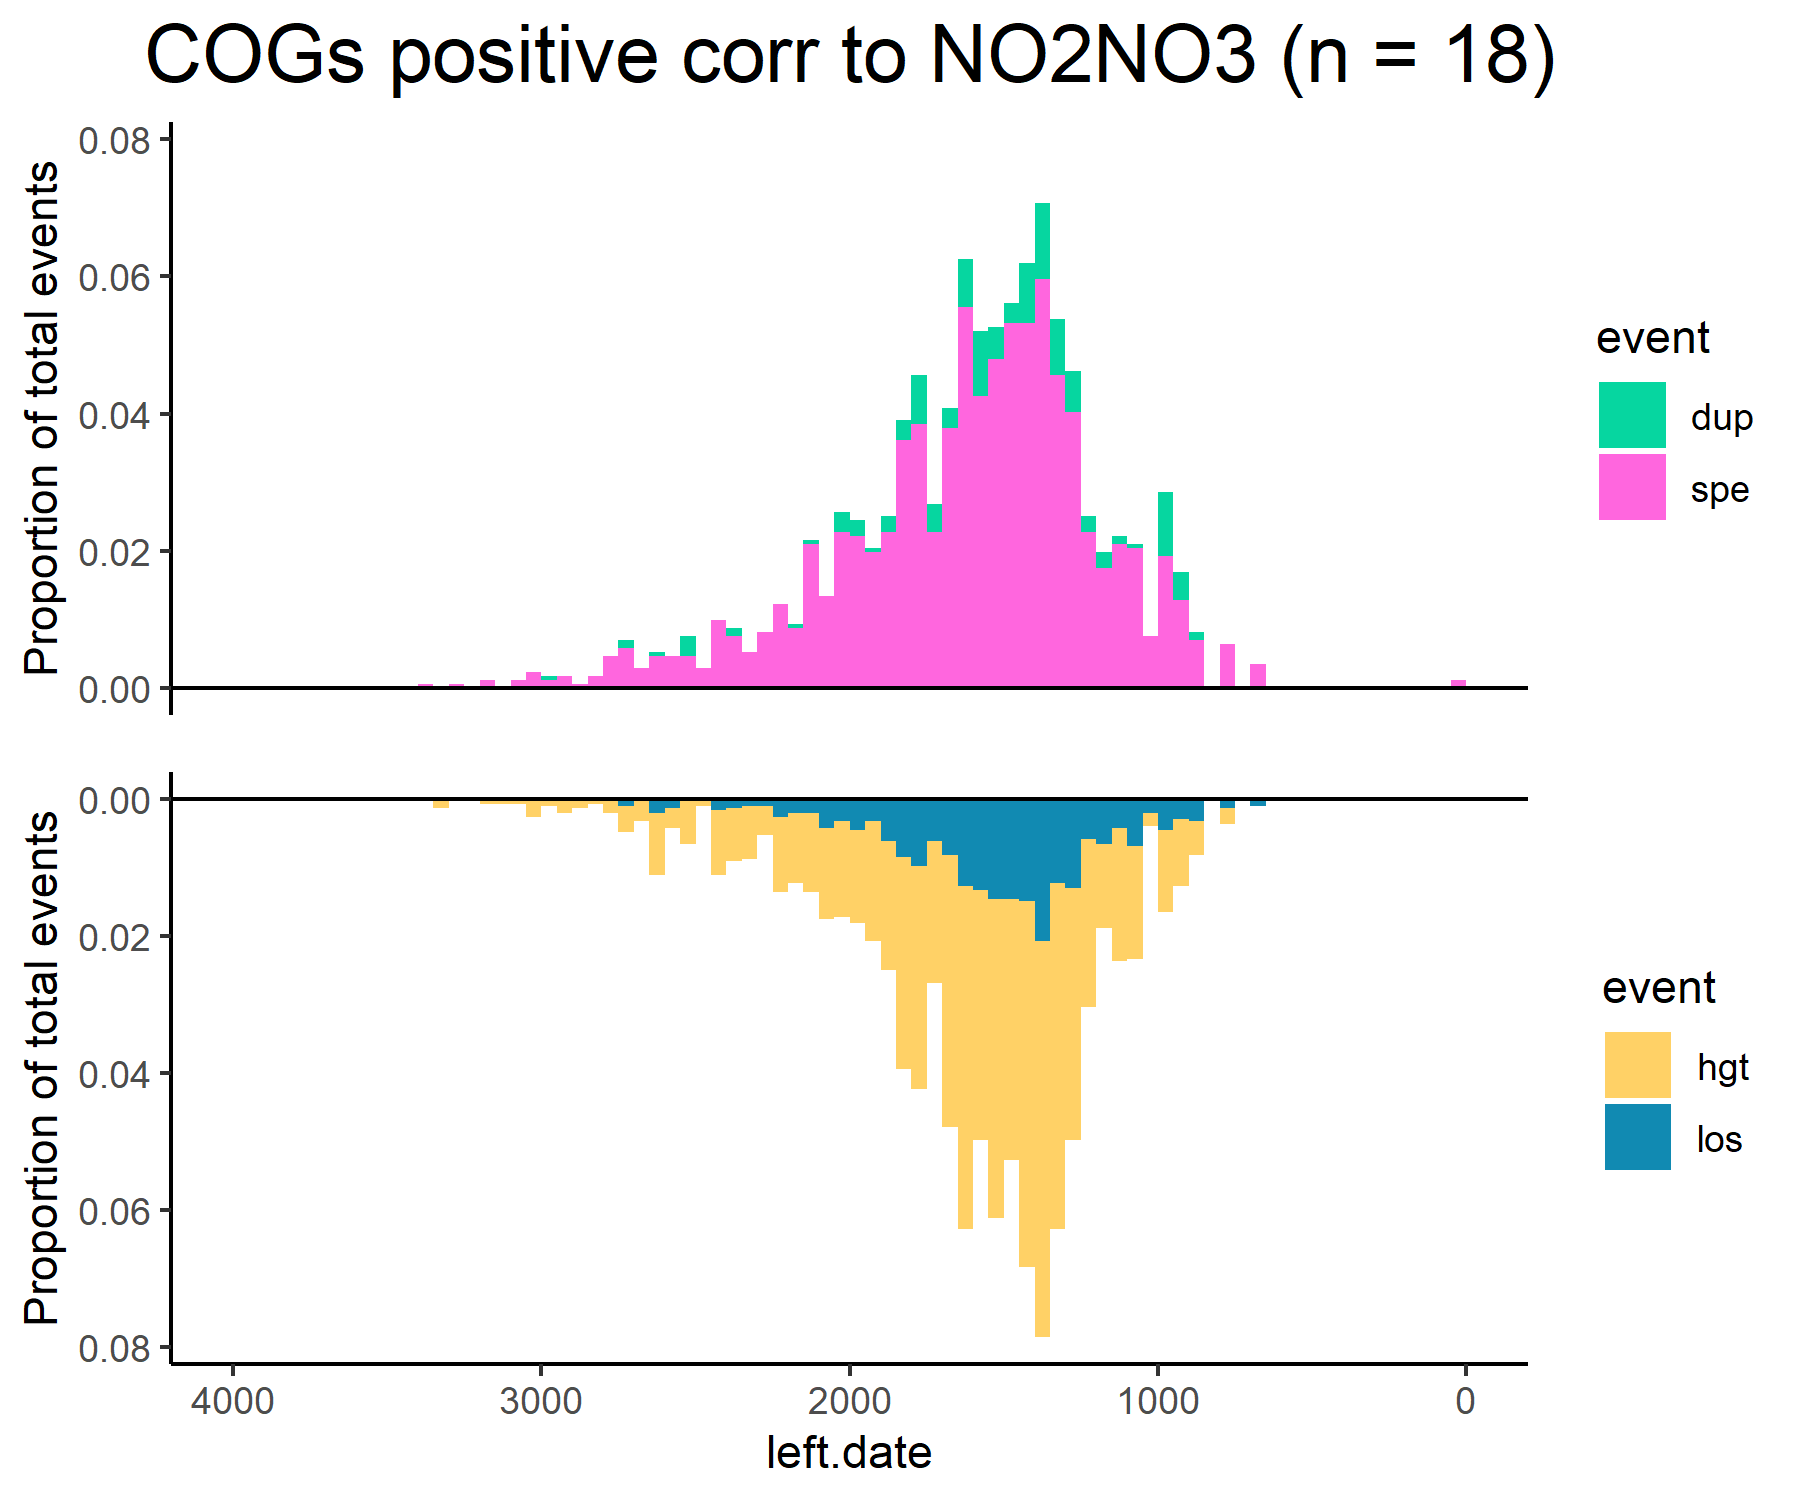 COGs positive corr to NO2NO3 (n = 18)
Proportion of total events
0.08
0.06
0.04
0.02
0.00
event
dup
spe
Proportion of total events
0.00
0.02
0.04
0.06
0.08
event
hgt
los
4000 3000 2000 1000 0
left.date